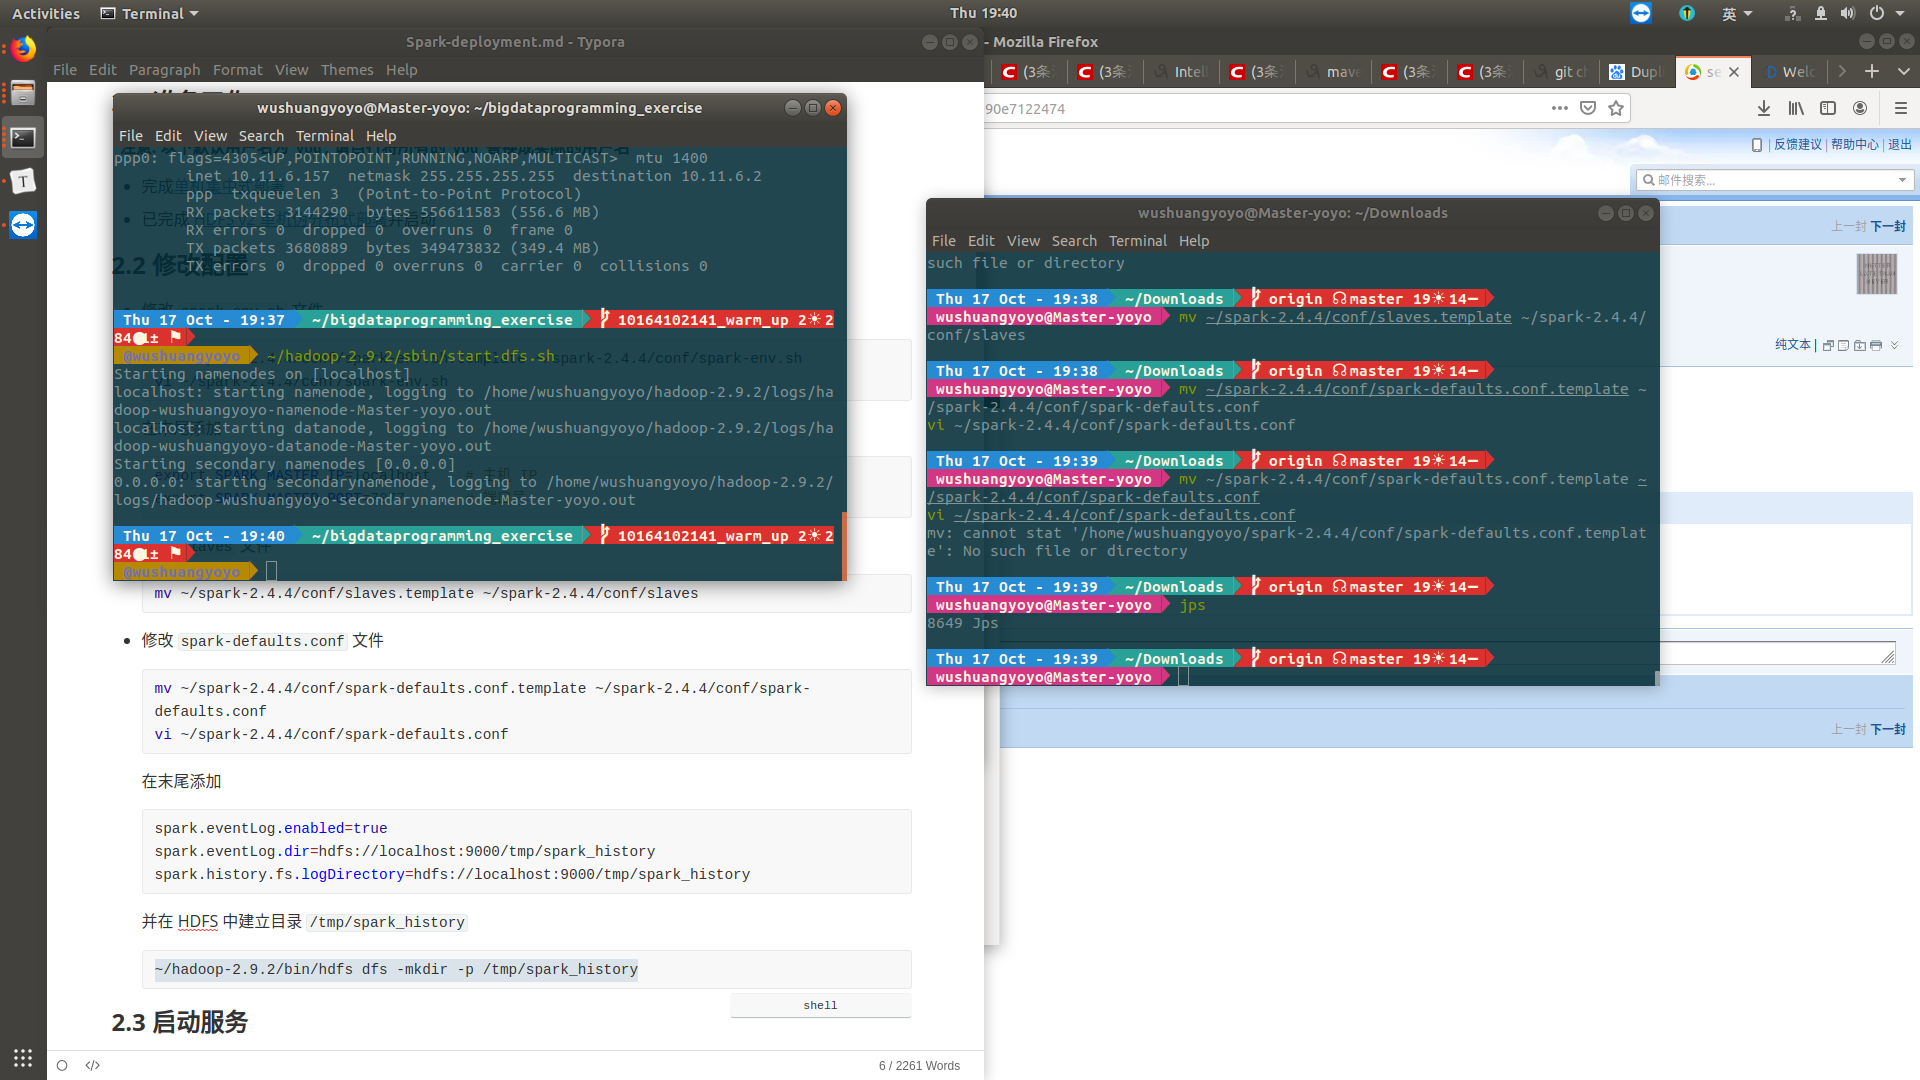 Activities
Terminal
Thu 19:40
英
Spark-deployment.md - Typora
- Mozilla Firefox
File Edit Paragraph Format View Themes Help
(3条
(3条
Intell
(3条
mav
(3条
(3条
git ch
Dupl
se
Welc
90e7122474
反馈建议 | 帮助中心 | 退出
邮件搜索...
上一封 下一封
纯文本 |
上一封 下一封
wushuangyoyo@Master-yoyo: ~/bigdataprogramming_exercise
File Edit View Search Terminal Help
ppp0: flags=4305<UP,POINTOPOINT,RUNNING,NOARP,MULTICAST>  mtu 1400
inet 10.11.6.157  netmask 255.255.255.255  destination 10.11.6.2
ppp  txqueuelen 3  (Point-to-Point Protocol)
RX packets 3144290  bytes 556611583 (556.6 MB)
RX errors 0  dropped 0  overruns 0  frame 0
TX packets 3680889  bytes 349473832 (349.4 MB)
TX errors 0  dropped 0 overruns 0  carrier 0  collisions 0
Thu 17 Oct - 19:37 ~/bigdataprogramming_exercise 10164102141_warm_up 2☀2
84●1± ⚑
@wushuangyoyo ~/hadoop-2.9.2/sbin/start-dfs.sh
Starting namenodes on [localhost]
localhost: starting namenode, logging to /home/wushuangyoyo/hadoop-2.9.2/logs/ha
doop-wushuangyoyo-namenode-Master-yoyo.out
localhost: starting datanode, logging to /home/wushuangyoyo/hadoop-2.9.2/logs/ha
doop-wushuangyoyo-datanode-Master-yoyo.out
Starting secondary namenodes [0.0.0.0]
0.0.0.0: starting secondarynamenode, logging to /home/wushuangyoyo/hadoop-2.9.2/
logs/hadoop-wushuangyoyo-secondarynamenode-Master-yoyo.out
Thu 17 Oct - 19:40 ~/bigdataprogramming_exercise 10164102141_warm_up 2☀2
84●1± ⚑
@wushuangyoyo
2.2 修改配置
mv ~/spark-2.4.4/conf/slaves.template ~/spark-2.4.4/conf/slaves
修改 spark-defaults.conf 文件
mv ~/spark-2.4.4/conf/spark-defaults.conf.template ~/spark-2.4.4/conf/spark-
defaults.conf
vi ~/spark-2.4.4/conf/spark-defaults.conf
在末尾添加
spark.eventLog.enabled=true
spark.eventLog.dir=hdfs://localhost:9000/tmp/spark_history
spark.history.fs.logDirectory=hdfs://localhost:9000/tmp/spark_history
并在 HDFS 中建立目录 /tmp/spark_history
~/hadoop-2.9.2/bin/hdfs dfs -mkdir -p /tmp/spark_history
shell
2.3 启动服务
6 / 2261 Words
wushuangyoyo@Master-yoyo: ~/Downloads
File Edit View Search Terminal Help
such file or directory
Thu 17 Oct - 19:38 ~/Downloads origin ☊master 19☀14—
wushuangyoyo@Master-yoyo mv ~/spark-2.4.4/conf/slaves.template ~/spark-2.4.4/
conf/slaves
Thu 17 Oct - 19:38 ~/Downloads origin ☊master 19☀14—
wushuangyoyo@Master-yoyo mv ~/spark-2.4.4/conf/spark-defaults.conf.template ~
/spark-2.4.4/conf/spark-defaults.conf
vi ~/spark-2.4.4/conf/spark-defaults.conf
Thu 17 Oct - 19:39 ~/Downloads origin ☊master 19☀14—
wushuangyoyo@Master-yoyo mv ~/spark-2.4.4/conf/spark-defaults.conf.template ~
/spark-2.4.4/conf/spark-defaults.conf
vi ~/spark-2.4.4/conf/spark-defaults.conf
mv: cannot stat '/home/wushuangyoyo/spark-2.4.4/conf/spark-defaults.conf.templat
e': No such file or directory
Thu 17 Oct - 19:39 ~/Downloads origin ☊master 19☀14—
wushuangyoyo@Master-yoyo jps
8649 Jps
Thu 17 Oct - 19:39 ~/Downloads origin ☊master 19☀14—
wushuangyoyo@Master-yoyo